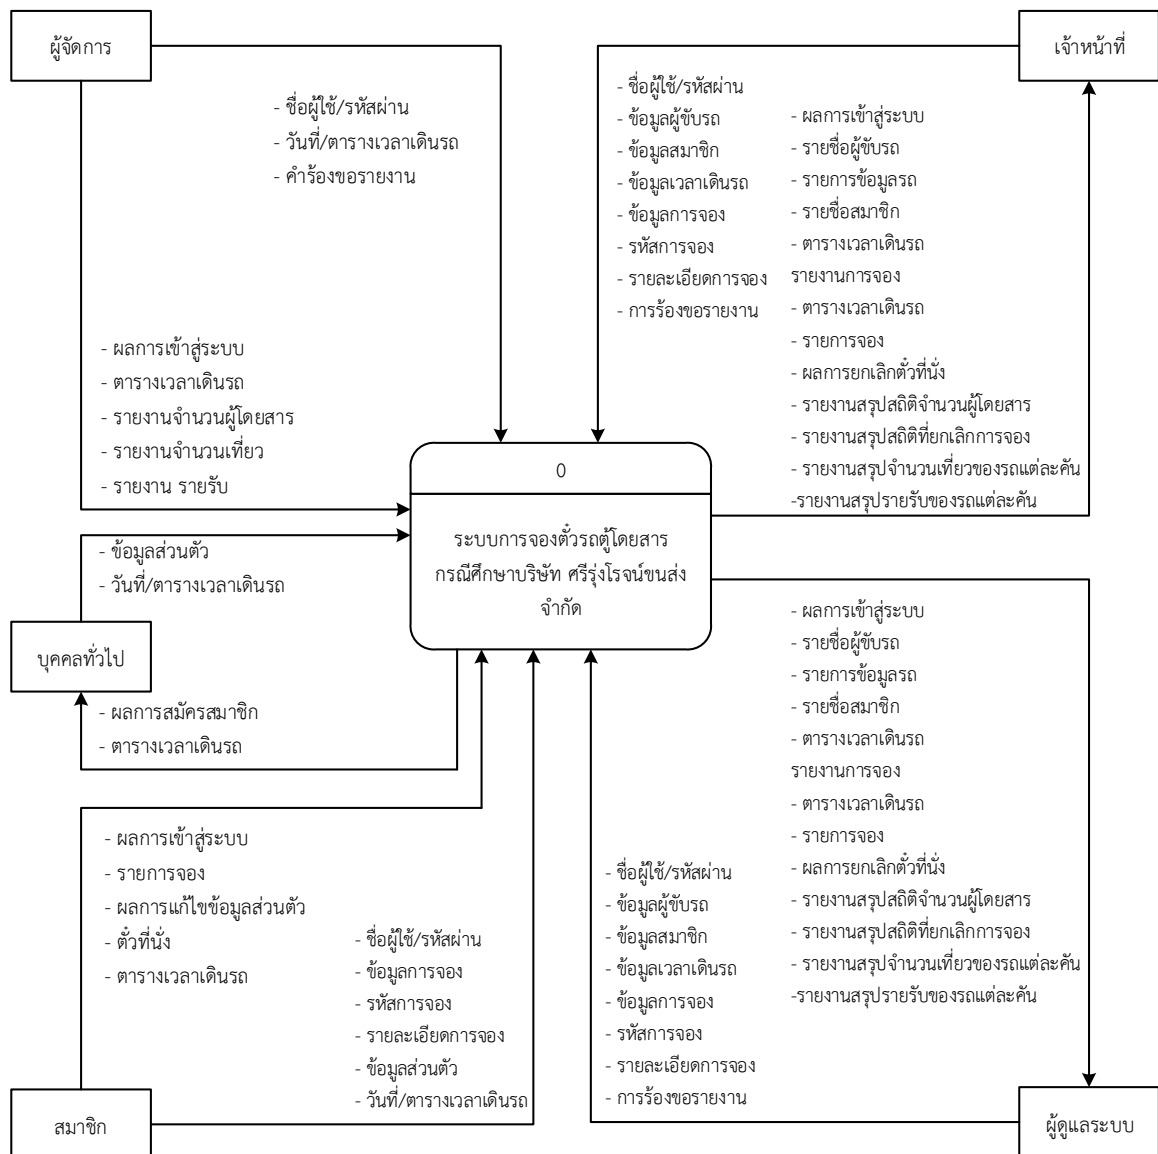 ผู้จัดการ
- ชื่อผู้ใช้/รหัสผ่าน
- วันที่/ตารางเวลาเดินรถ
- คำร้องขอรายงาน
- ผลการเข้าสู่ระบบ
- ตารางเวลาเดินรถ
- รายงานจำนวนผู้โดยสาร
- รายงานจำนวนเที่ยว
- รายงาน รายรับ
เจ้าหน้าที่
- ชื่อผู้ใช้/รหัสผ่าน
- ข้อมูลผู้ขับรถ
- ข้อมูลสมาชิก
- ข้อมูลเวลาเดินรถ
- ข้อมูลการจอง
- รหัสการจอง
- รายละเอียดการจอง
- การร้องขอรายงาน
- ผลการเข้าสู่ระบบ
- รายชื่อผู้ขับรถ
- รายการข้อมูลรถ
- รายชื่อสมาชิก
- ตารางเวลาเดินรถ
รายงานการจอง
- ตารางเวลาเดินรถ
- รายการจอง
- ผลการยกเลิกตั๋วที่นั่ง
- รายงานสรุปสถิติจำนวนผู้โดยสาร
- รายงานสรุปสถิติที่ยกเลิกการจอง
- รายงานสรุปจำนวนเที่ยวของรถแต่ละคัน
-รายงานสรุปรายรับของรถแต่ละคัน
0
ระบบการจองตั๋วรถตู้โดยสาร
กรณีศึกษาบริษัท ศรีรุ่งโรจน์ขนส่ง
จำกัด
- ข้อมูลส่วนตัว
- วันที่/ตารางเวลาเดินรถ
บุคคลทั่วไป
- ผลการสมัครสมาชิก
- ตารางเวลาเดินรถ
- ผลการเข้าสู่ระบบ
- รายการจอง
- ผลการแก้ไขข้อมูลส่วนตัว
- ตั๋วที่นั่ง
- ตารางเวลาเดินรถ
- ชื่อผู้ใช้/รหัสผ่าน
- ข้อมูลการจอง
- รหัสการจอง
- รายละเอียดการจอง
- ข้อมูลส่วนตัว
- วันที่/ตารางเวลาเดินรถ
สมาชิก
- ชื่อผู้ใช้/รหัสผ่าน
- ข้อมูลผู้ขับรถ
- ข้อมูลสมาชิก
- ข้อมูลเวลาเดินรถ
- ข้อมูลการจอง
- รหัสการจอง
- รายละเอียดการจอง
- การร้องขอรายงาน
- ผลการเข้าสู่ระบบ
- รายชื่อผู้ขับรถ
- รายการข้อมูลรถ
- รายชื่อสมาชิก
- ตารางเวลาเดินรถ
รายงานการจอง
- ตารางเวลาเดินรถ
- รายการจอง
- ผลการยกเลิกตั๋วที่นั่ง
- รายงานสรุปสถิติจำนวนผู้โดยสาร
- รายงานสรุปสถิติที่ยกเลิกการจอง
- รายงานสรุปจำนวนเที่ยวของรถแต่ละคัน
-รายงานสรุปรายรับของรถแต่ละคัน
ผู้ดูแลระบบ